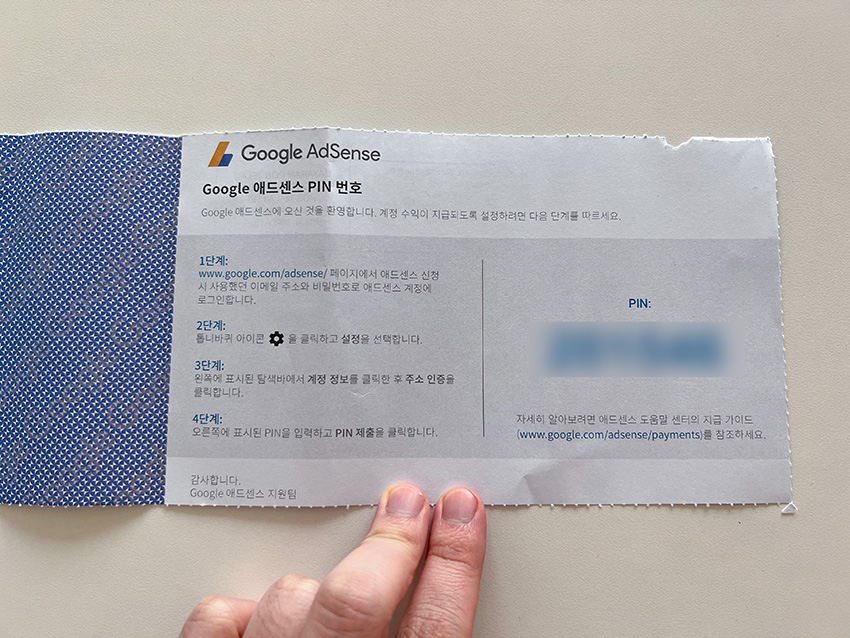 Google AdSense
Google 애드센스 PIN 번호
Google 애드센스에 오신 것을 환영합니다. 계정 수익이 지급되도록 설정하려면 다음 단계를 따르세요.
1단계:
www.google.com/adsense/ 페이지에서 애드센스 신청
시 사용했던 이메일 주소와 비밀번호로 애드센스 계정에
로그인합니다.
2단계:
톱니바퀴 아이콘 을 클릭하고 설정을 선택합니다.
3단계:
왼쪽에 표시된 탐색바에서 계정 정보를 클릭한 후 주소 인증을
클릭합니다.
4단계:
오른쪽에 표시된 PIN을 입력하고 PIN 제출을 클릭합니다.
PIN:
자세히 알아보려면 애드센스 도움말 센터의 지급 가이드
(www.google.com/adsense/payments)를 참조하세요.
감사합니다.
Google 애드센스 지원팀